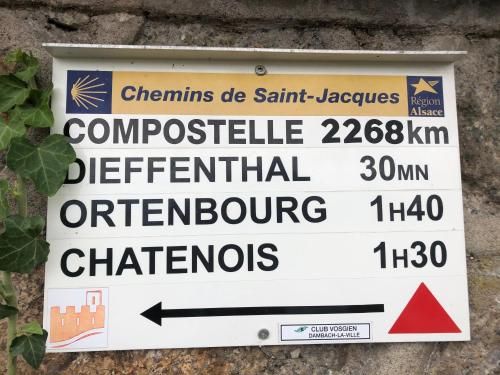 Chemins de Saint-Jacques
Région
Alsace
COMPOSTELLE 2268km
DIEFFENTHAL 30MN
ORTENBOURG 1H40
CHATENOIS 1H30
CLUB VOSGIEN
DAMBACH-LA-VILLE